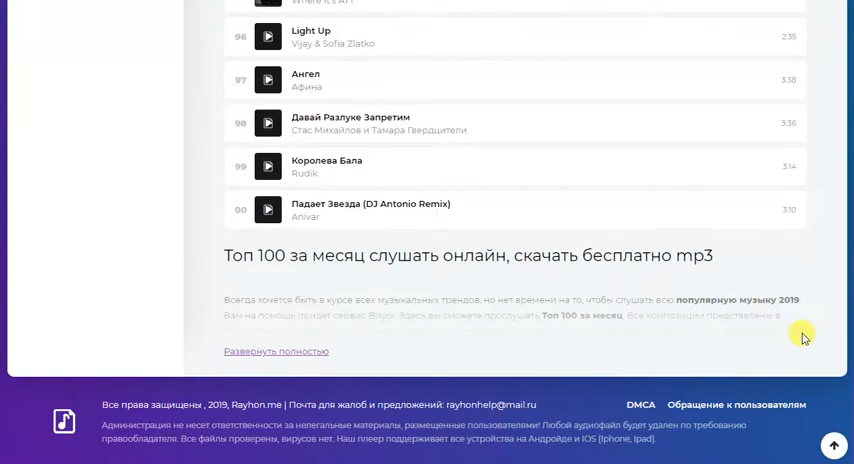 Where It's ATT
96
Light Up
Vijay & Sofia Zlatko
2:35
97
Ангел
Афина
3:38
98
Давай Разлуке Запретим
Стас Михайлов и Тамара Гвердцители
3:36
99
Королева Бала
Rudik
3:14
00
Падает Звезда (DJ Antonio Remix)
Anivar
3:10
Топ 100 за месяц слушать онлайн, скачать бесплатно mp3
Всегда хочется быть в курсе всех музыкальных трендов, но нет времени на то, чтобы слушать всю популярную музыку 2019.
Вам на помощь придет сервис Bisyor. Здесь вы сможете прослушать Топ 100 за месяц. Все композиции представлены в
Развернуть полностью
Все права защищены , 2019, Rayhon.me | Почта для жалоб и предложений: rayhonhelp@mail.ru
DMCA Обращение к пользователям
Администрация не несет ответственности за нелегальные материалы, размещенные пользователями! Любой аудиофайл будет удален по требованию
правообладателя. Все файлы проверены, вирусов нет. Наш плеер поддерживает все устройства на Андройде и IOS (Iphone, Ipad).